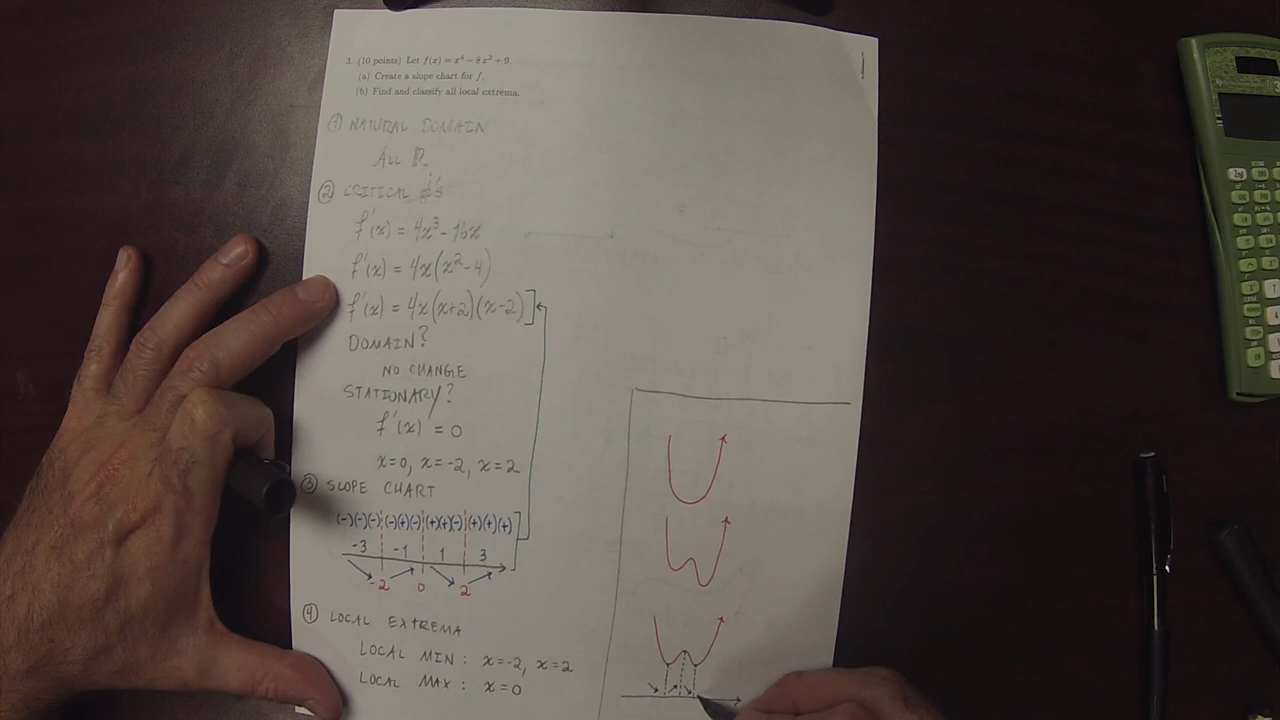 3. (10 points) Let f(x) = x⁴ − 8x² + 9.
(a) Create a slope chart for f.
(b) Find and classify all local extrema.
① NATURAL DOMAIN
ALL ℝ
② CRITICAL #'S
f'(x) = 4x³ - 16x
f'(x) = 4x(x²-4)
f'(x) = 4x(x+2)(x-2)
DOMAIN?
NO CHANGE
STATIONARY?
f'(x) = 0
x=0, x=-2, x=2
③ SLOPE CHART
(-)(-)(-) (-)(+)(-) (+)(+)(-) (+)(+)(+)
-3 -1 1 3
-2 0 2
④ LOCAL EXTREMA
LOCAL MIN: x=-2, x=2
LOCAL MAX: x=0